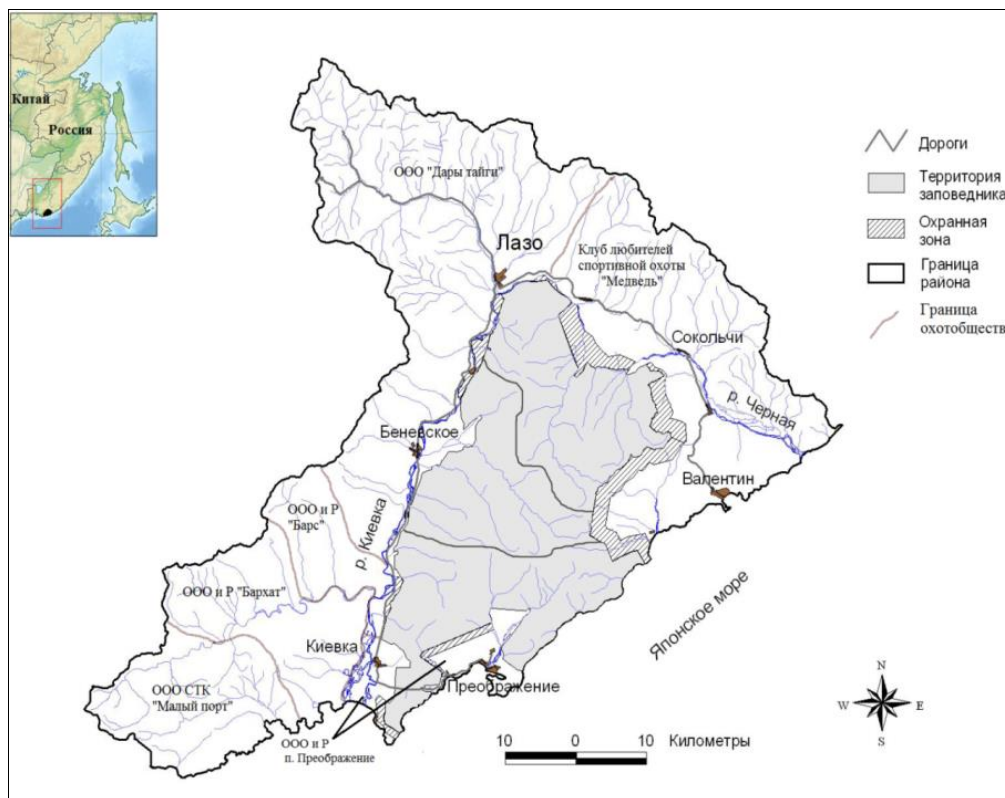 Китай
Россия
ООО "Дары тайги"
Лазо
Клуб любителей
спортивной охоты
"Медведь"
Сокольчи
р. Черная
Беневское
Валентин
ООО и Р
"Барс"
р. Киевка
ООО и Р "Бархат"
Киевка
Японское море
ООО СТК
"Малый порт"
Преображение
ООО и Р
п. Преображение
Дороги
Территория
заповедника
Охранная
зона
Граница
района
Граница
охотобществ
N
W E
S
10 0 10 Километры